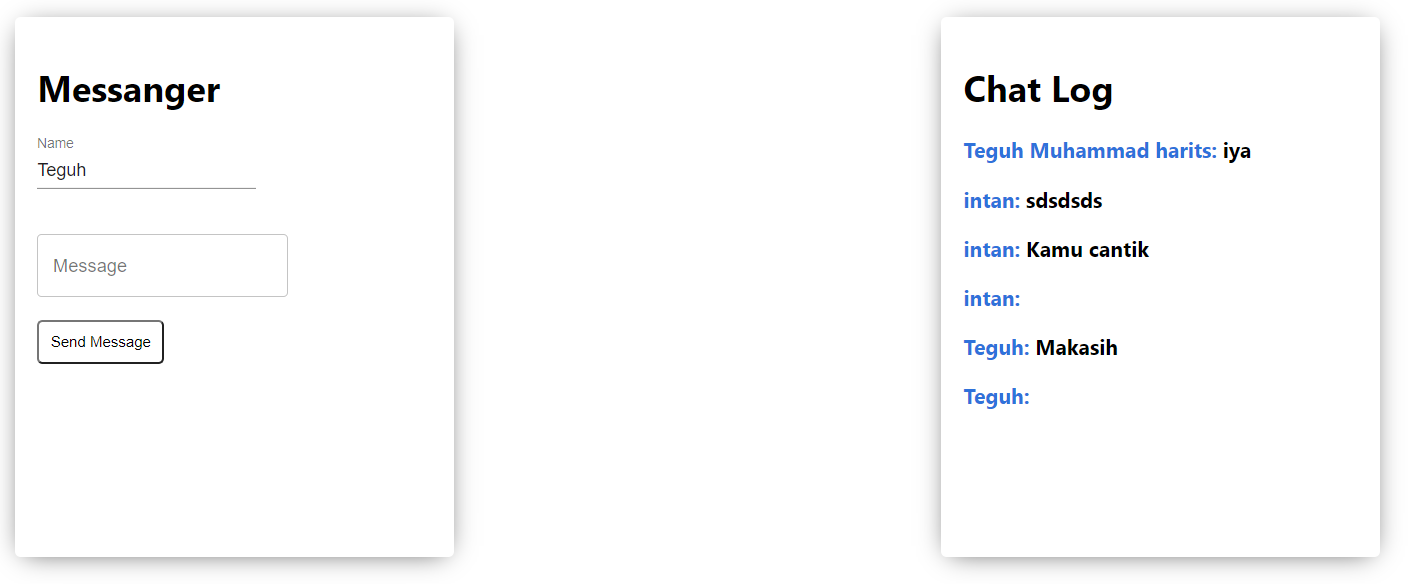 Messanger
Name
Teguh
Message
Send Message
Chat Log
Teguh Muhammad harits: iya
intan: sdsdsds
intan: Kamu cantik
intan:
Teguh: Makasih
Teguh: